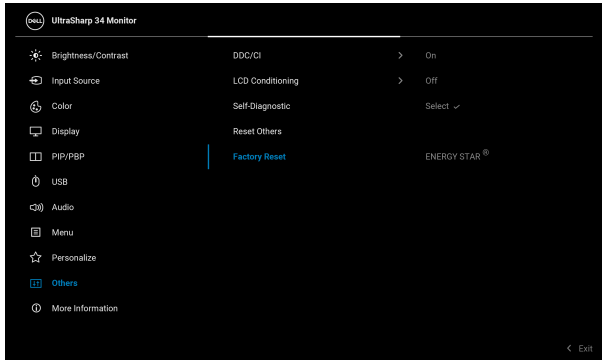 DELL UltraSharp 34 Monitor
Brightness/Contrast
Input Source
Color
Display
PIP/PBP
USB
Audio
Menu
Personalize
Others
More Information
DDC/CI > On
LCD Conditioning > Off
Self-Diagnostic Select ✓
Reset Others
Factory Reset ENERGY STAR ®
< Exit